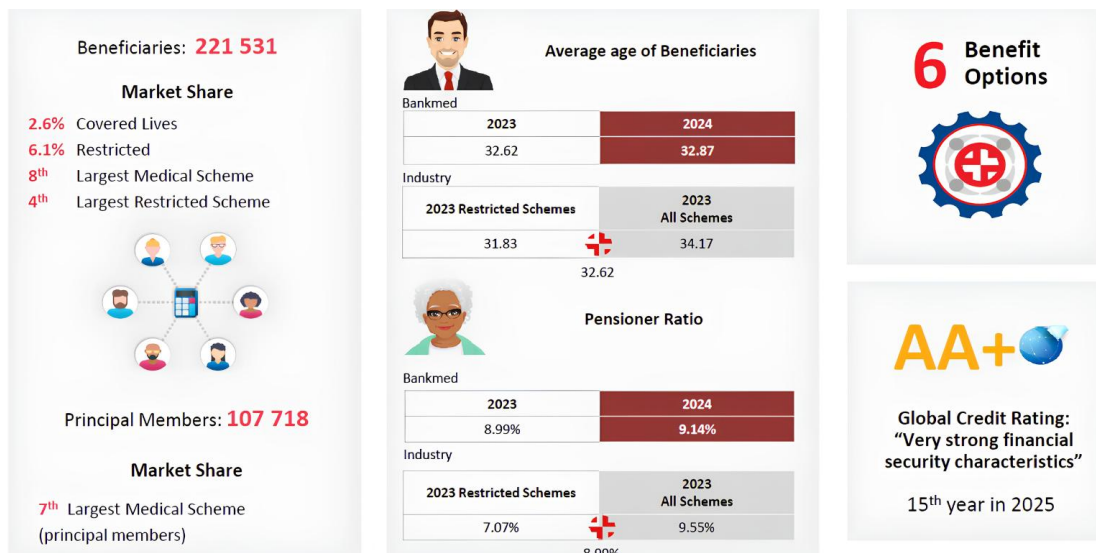 Beneficiaries: 221 531
Market Share
2.6% Covered Lives
6.1% Restricted
8th Largest Medical Scheme
4th Largest Restricted Scheme
Principal Members: 107 718
Market Share
7th Largest Medical Scheme
(principal members)
Average age of Beneficiaries
Bankmed
2023 2024
32.62 32.87
Industry
2023 Restricted Schemes 2023
All Schemes
31.83 34.17
32.62
Pensioner Ratio
Bankmed
2023 2024
8.99% 9.14%
Industry
2023 Restricted Schemes 2023
All Schemes
7.07% 9.55%
8.99%
6 Benefit
Options
AA+
Global Credit Rating:
“Very strong financial
security characteristics”
15th year in 2025